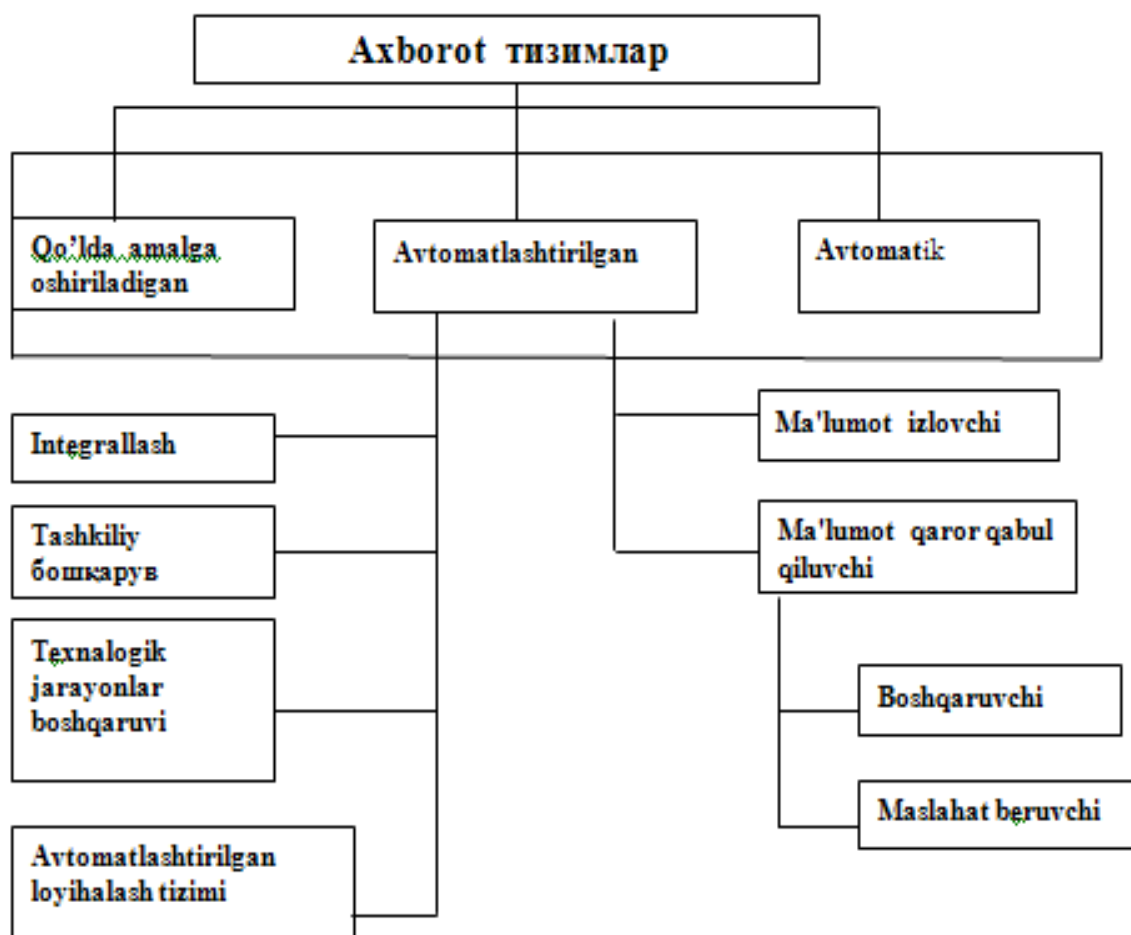 Axborot тизимлар
Qo’lda amalga
oshiriladigan
Avtomatlashtirilgan
Avtomatik
Integrallash
Tashkiliy
бошкарув
Texnalogik
jarayonlar
boshqaruvi
Avtomatlashtirilgan
loyihalash tizimi
Ma'lumot izlovchi
Ma'lumot qaror qabul
qiluvchi
Boshqaruvchi
Maslahat beruvchi